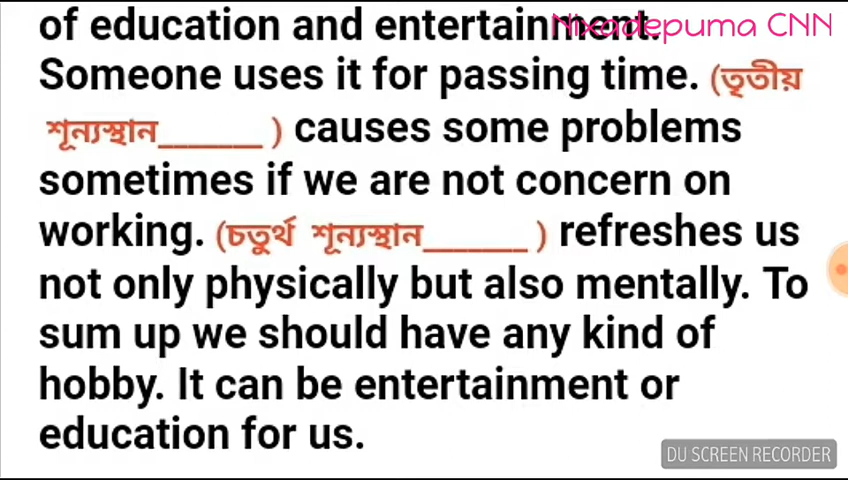 of education and entertainment.
Nixadepuma CNN
Someone uses it for passing time. (তৃতীয়
শূন্যস্থান______ ) causes some problems
sometimes if we are not concern on
working. (চতুর্থ শূন্যস্থান______ ) refreshes us
not only physically but also mentally. To
sum up we should have any kind of
hobby. It can be entertainment or
education for us.
DU SCREEN RECORDER